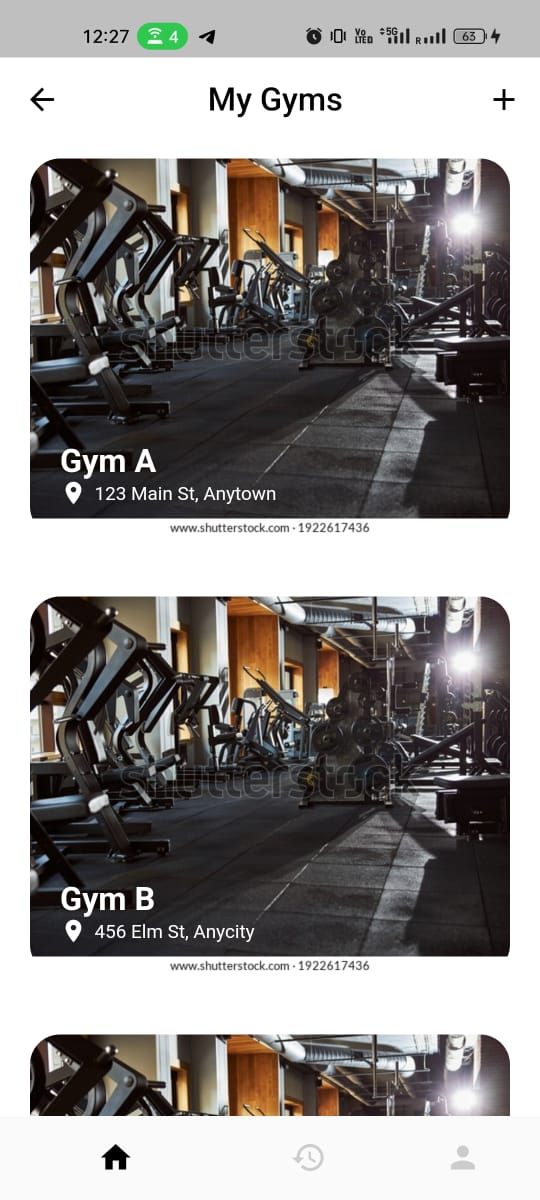 12:27 4 Vo LTED 5G R 63
My Gyms
shutterstock
Gym A
123 Main St, Anytown
www.shutterstock.com · 1922617436
shutterstock
Gym B
456 Elm St, Anycity
www.shutterstock.com · 1922617436